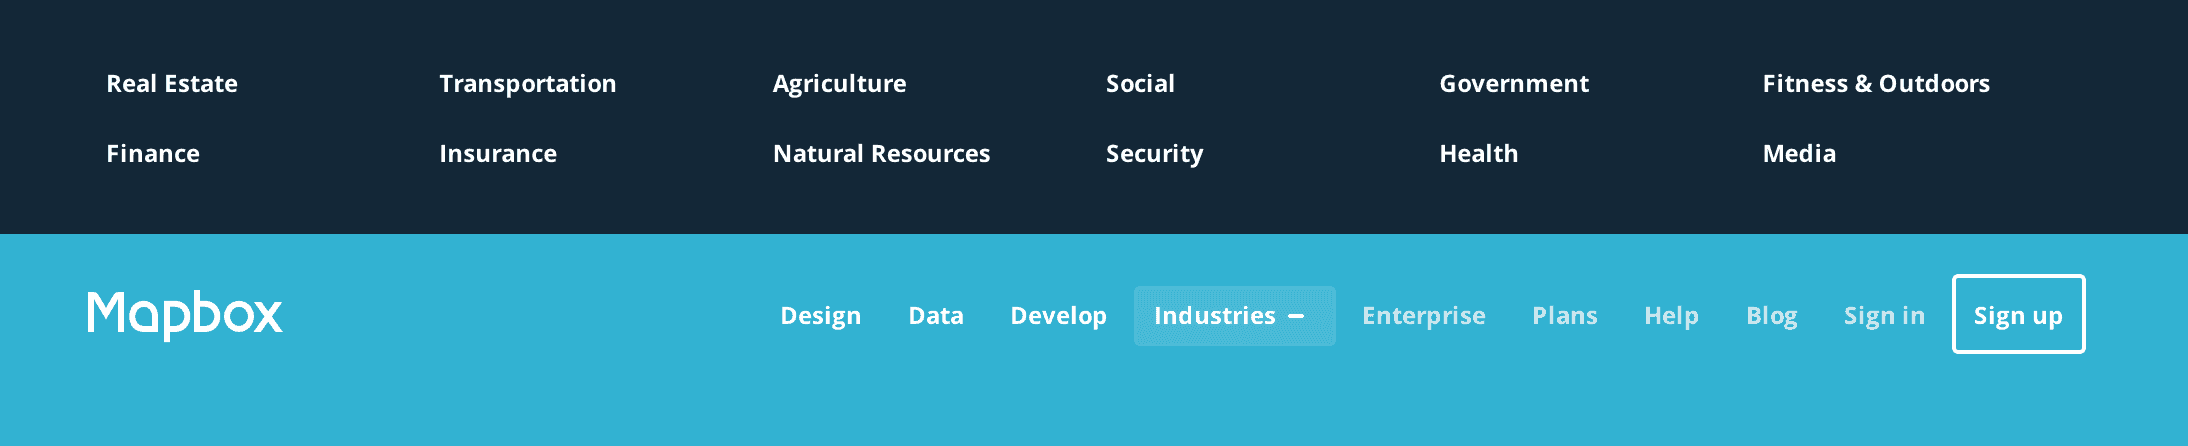 Real Estate Transportation Agriculture Social Government Fitness & Outdoors
Finance Insurance Natural Resources Security Health Media
Mapbox Design Data Develop Industries – Enterprise Plans Help Blog Sign in Sign up